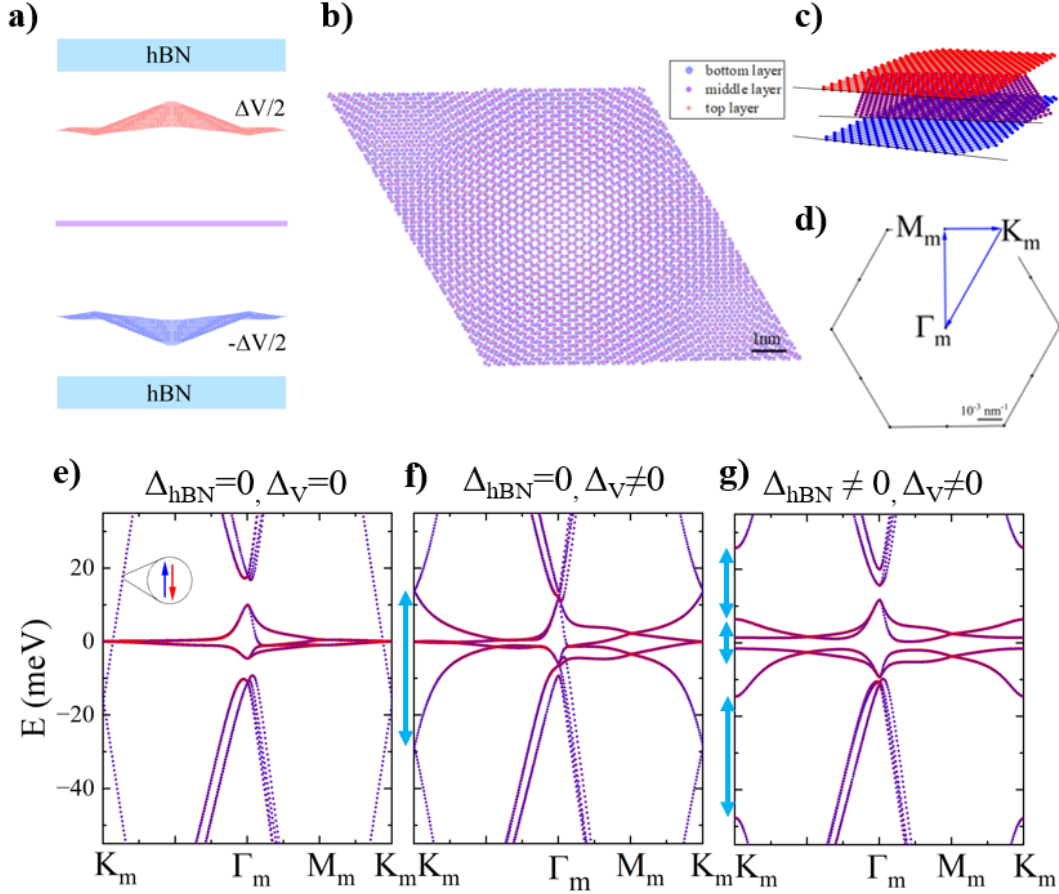 a)
hBN
ΔV/2
-ΔV/2
hBN
b)
bottom layer
middle layer
top layer
1nm
c)
d)
M_m
K_m
Γ_m
10⁻³ nm⁻¹
e)
Δ_hBN=0, Δ_V=0
f)
Δ_hBN=0, Δ_V≠0
g)
Δ_hBN ≠ 0, Δ_V≠0
E (meV)
20
0
−20
−40
K_m Γ_m M_m K_m
K_m Γ_m M_m K_m
K_m Γ_m M_m K_m